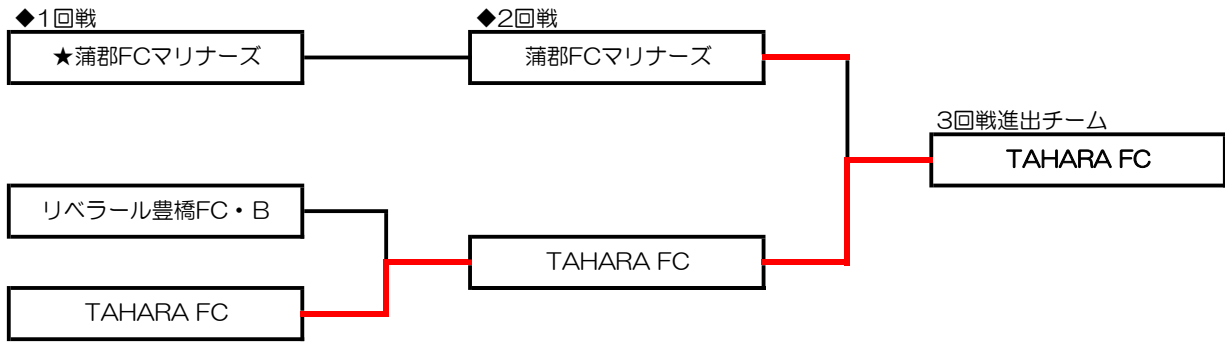 ◆1回戦
◆2回戦
★蒲郡FCマリナーズ
蒲郡FCマリナーズ
3回戦進出チーム
TAHARA FC
リベラール豊橋FC・B
TAHARA FC
TAHARA FC